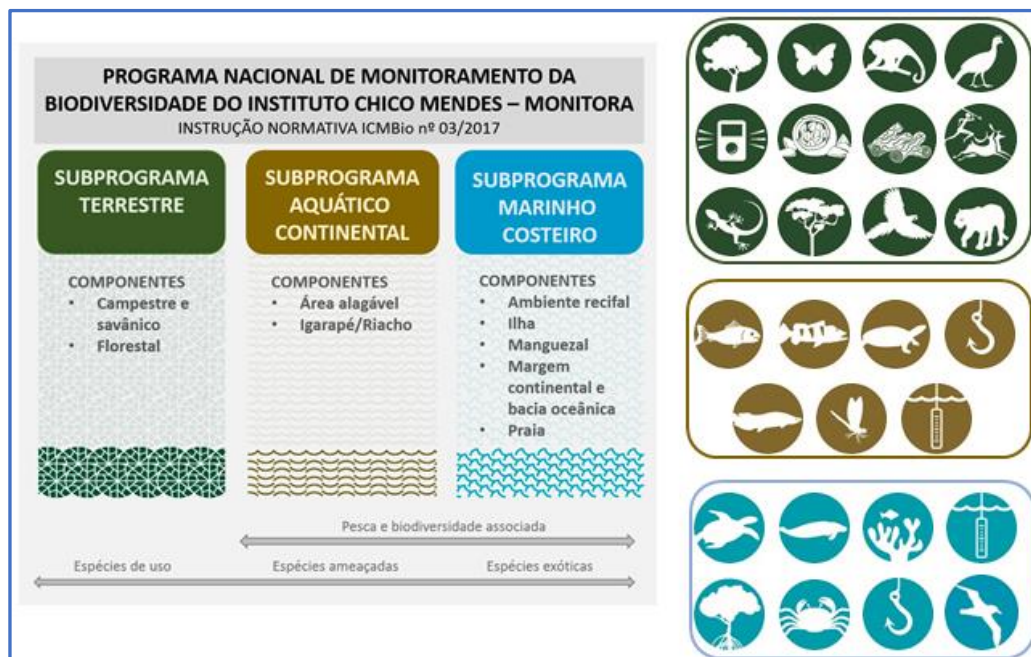 PROGRAMA NACIONAL DE MONITORAMENTO DA
BIODIVERSIDADE DO INSTITUTO CHICO MENDES – MONITORA
INSTRUÇÃO NORMATIVA ICMBio nº 03/2017
SUBPROGRAMA
TERRESTRE
COMPONENTES
• Campestre e
savânico
• Florestal
SUBPROGRAMA
AQUÁTICO
CONTINENTAL
COMPONENTES
• Área alagável
• Igarapé/Riacho
SUBPROGRAMA
MARINHO
COSTEIRO
COMPONENTES
• Ambiente recifal
• Ilha
• Manguezal
• Margem
continental e
bacia oceânica
• Praia
Pesca e biodiversidade associada
Espécies de uso
Espécies ameaçadas
Espécies exóticas